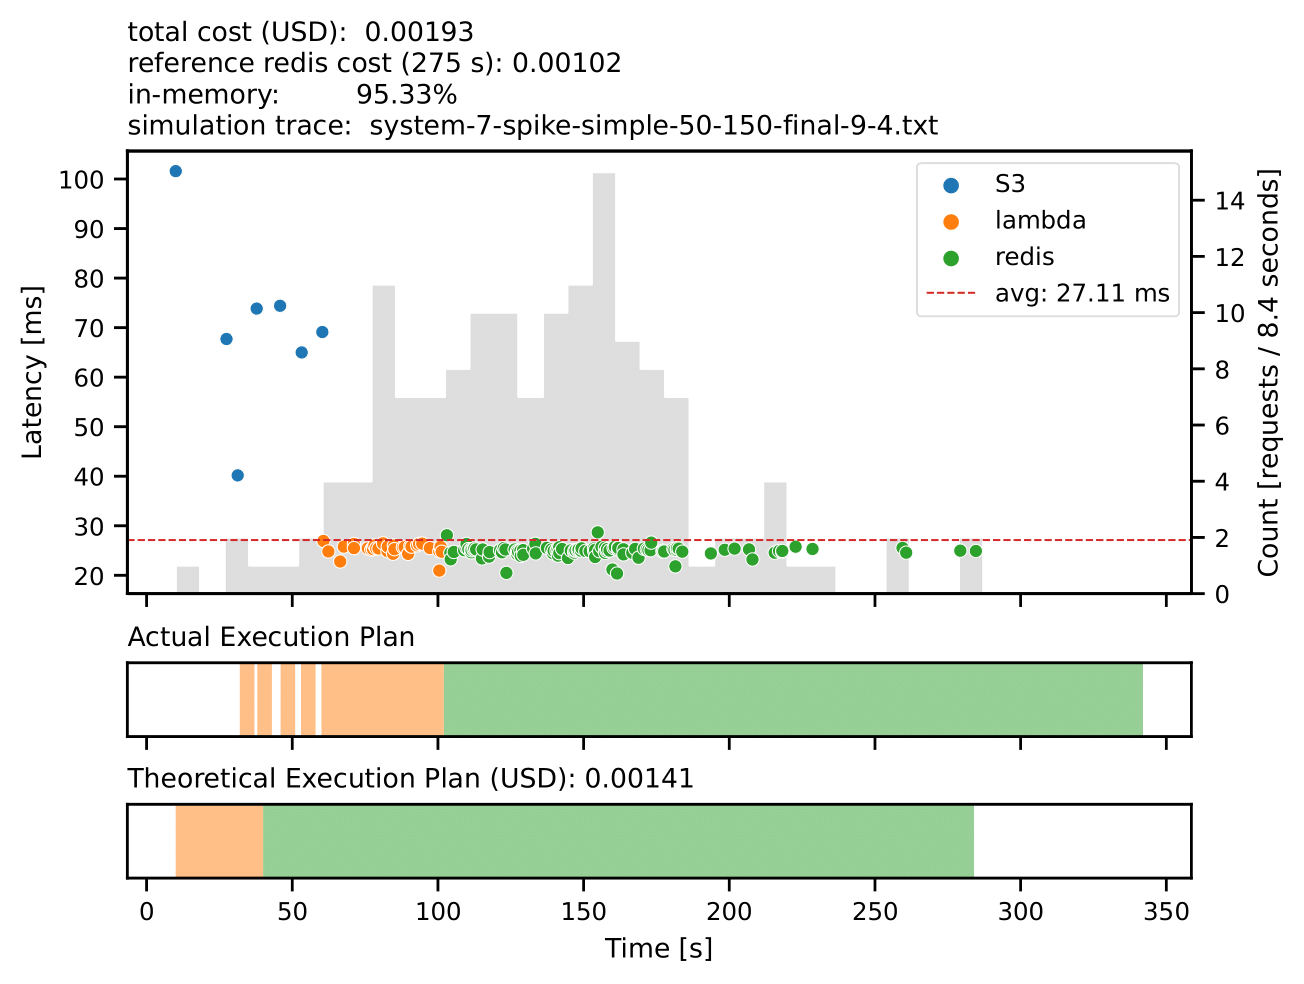 total cost (USD): 0.00193
reference redis cost (275 s): 0.00102
in-memory: 95.33%
simulation trace: system-7-spike-simple-50-150-final-9-4.txt
Latency [ms]
100
90
80
70
60
50
40
30
20
S3
lambda
redis
avg: 27.11 ms
14
12
10
8
6
4
2
0
Count [requests / 8.4 seconds]
Actual Execution Plan
Theoretical Execution Plan (USD): 0.00141
0 50 100 150 200 250 300 350
Time [s]